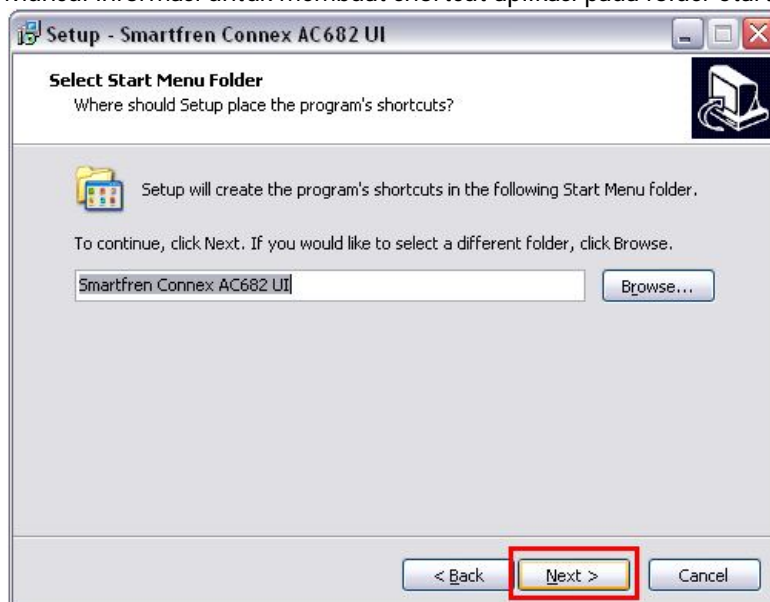 Setup - Smartfren Connex AC682 UI
Select Start Menu Folder
Where should Setup place the program's shortcuts?
Setup will create the program's shortcuts in the following Start Menu folder.
To continue, click Next. If you would like to select a different folder, click Browse.
Smartfren Connex AC682 UI
Browse...
< Back
Next >
Cancel